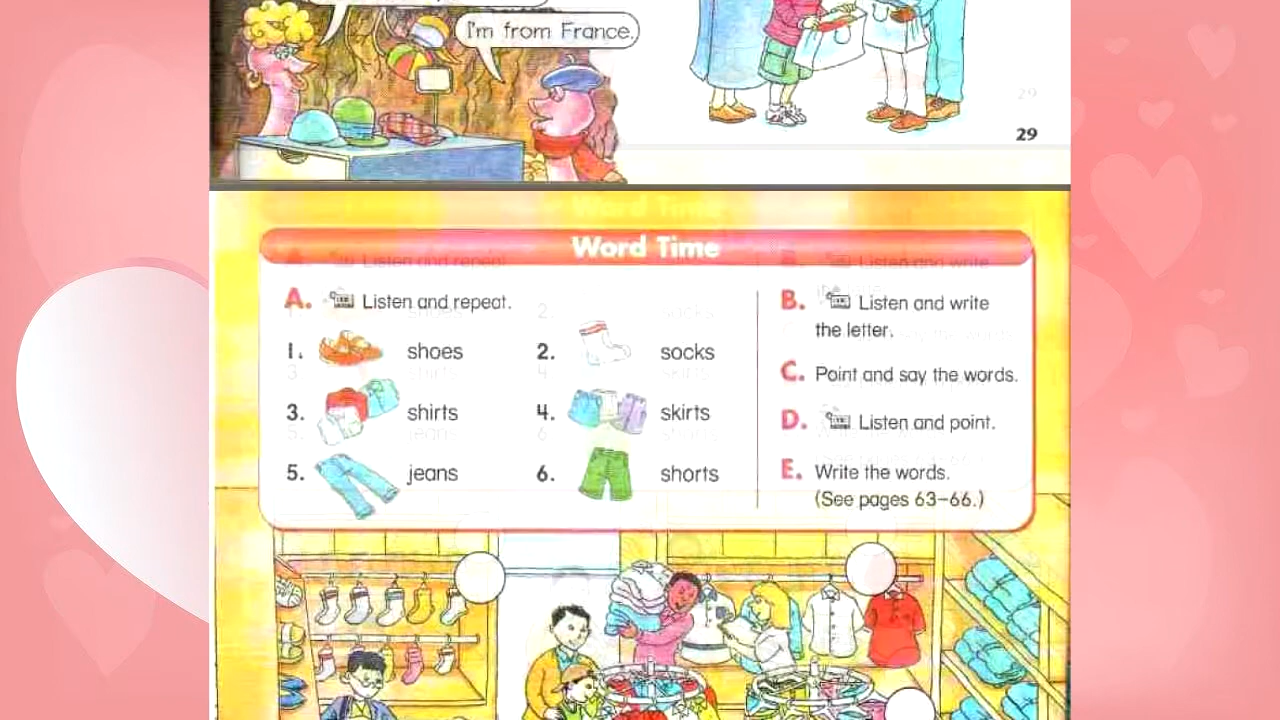 I'm from France.
29
Word Time
A. Listen and repeat.
1. shoes
2. socks
3. shirts
4. skirts
5. jeans
6. shorts
B. Listen and write
the letter.
C. Point and say the words.
D. Listen and point.
E. Write the words.
(See pages 63–66.)